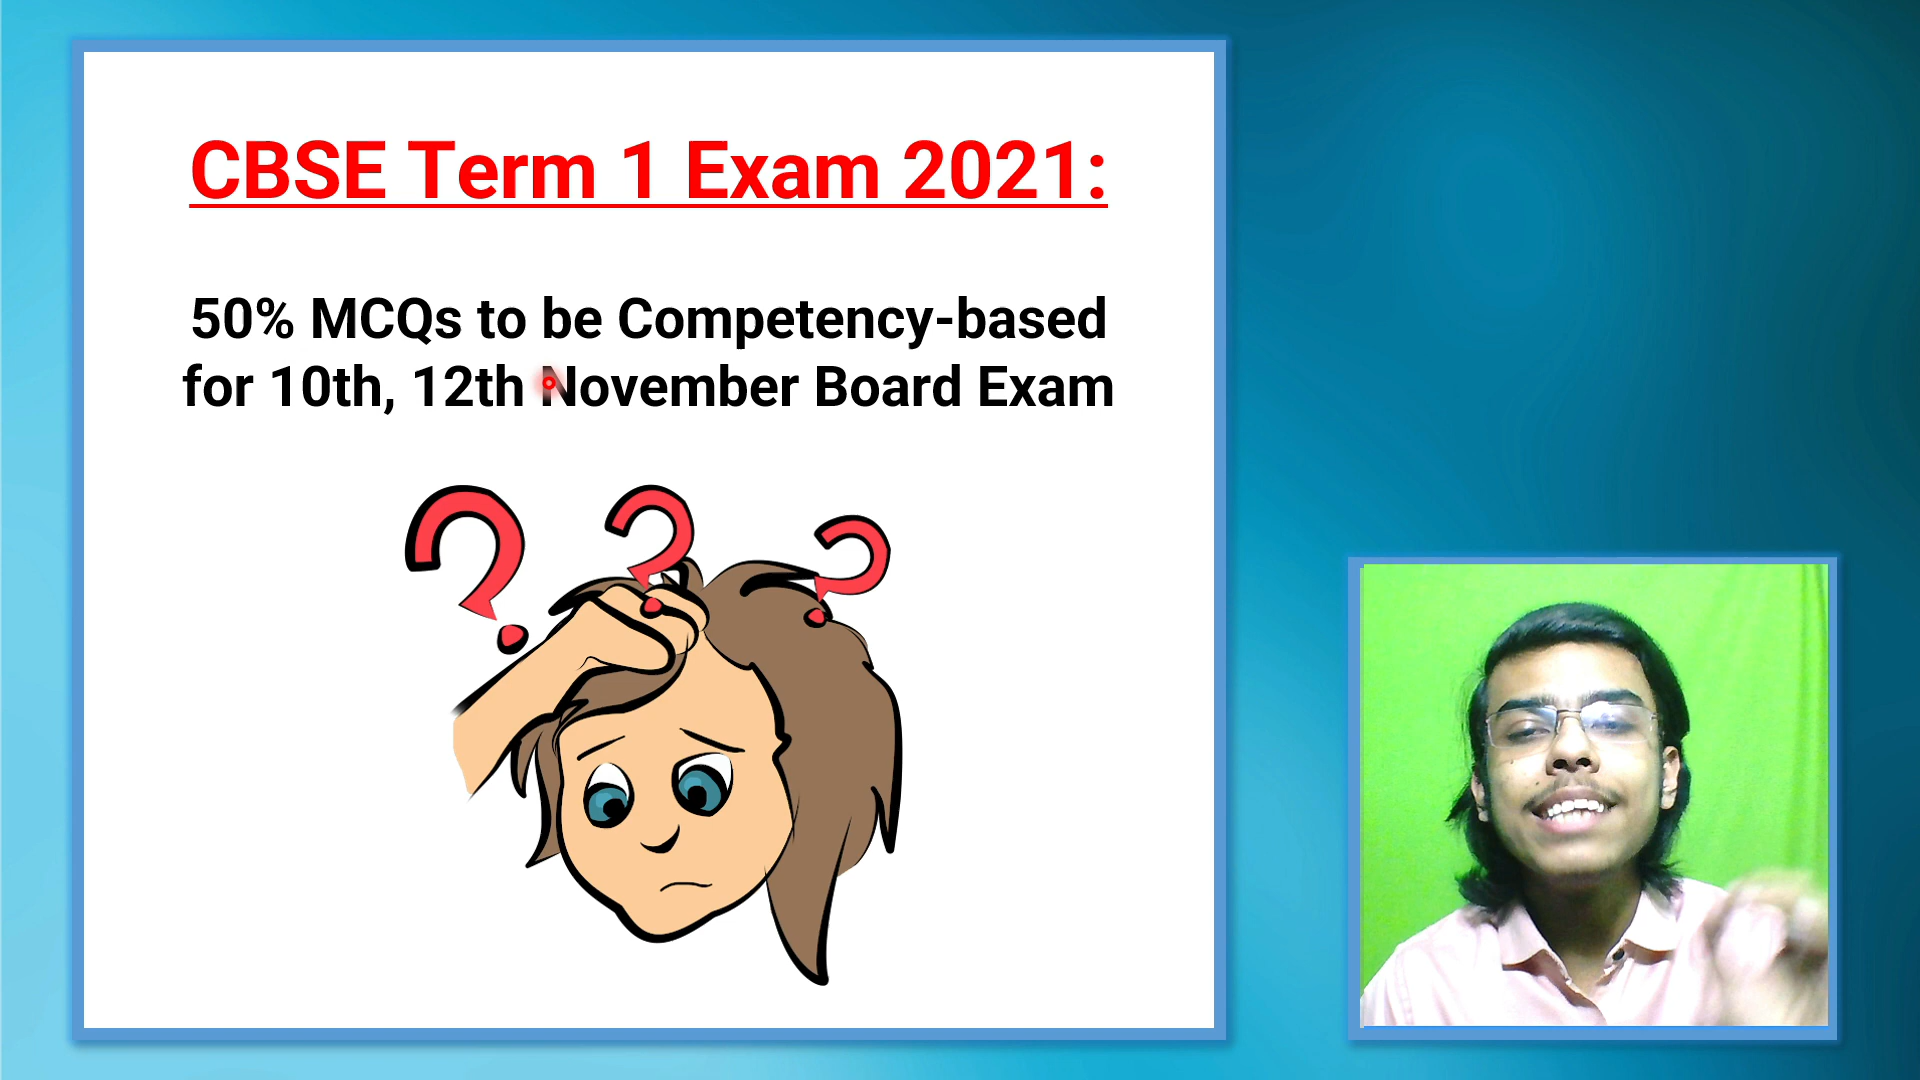 CBSE Term 1 Exam 2021:
50% MCQs to be Competency-based
for 10th, 12th November Board Exam